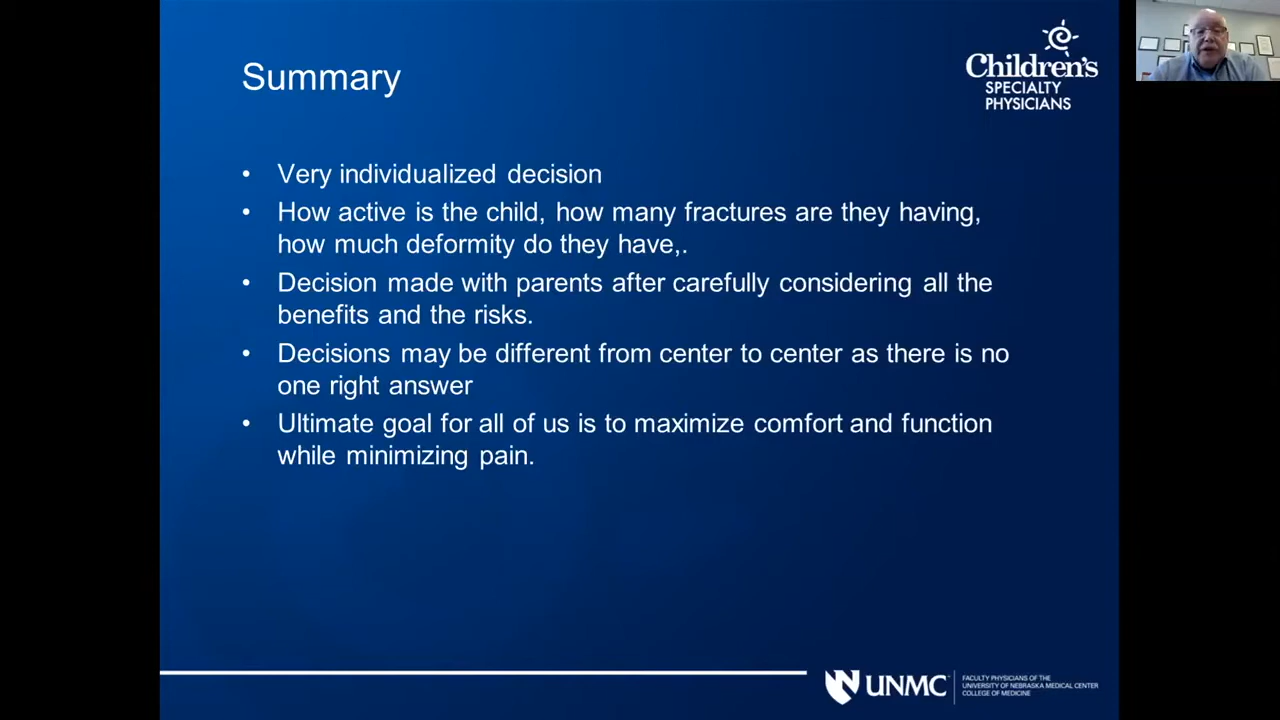 Summary
Children's
SPECIALTY
PHYSICIANS
• Very individualized decision
• How active is the child, how many fractures are they having,
how much deformity do they have,.
• Decision made with parents after carefully considering all the
benefits and the risks.
• Decisions may be different from center to center as there is no
one right answer
• Ultimate goal for all of us is to maximize comfort and function
while minimizing pain.
UNMC
FACULTY PHYSICIANS OF THE
UNIVERSITY OF NEBRASKA MEDICAL CENTER
COLLEGE OF MEDICINE